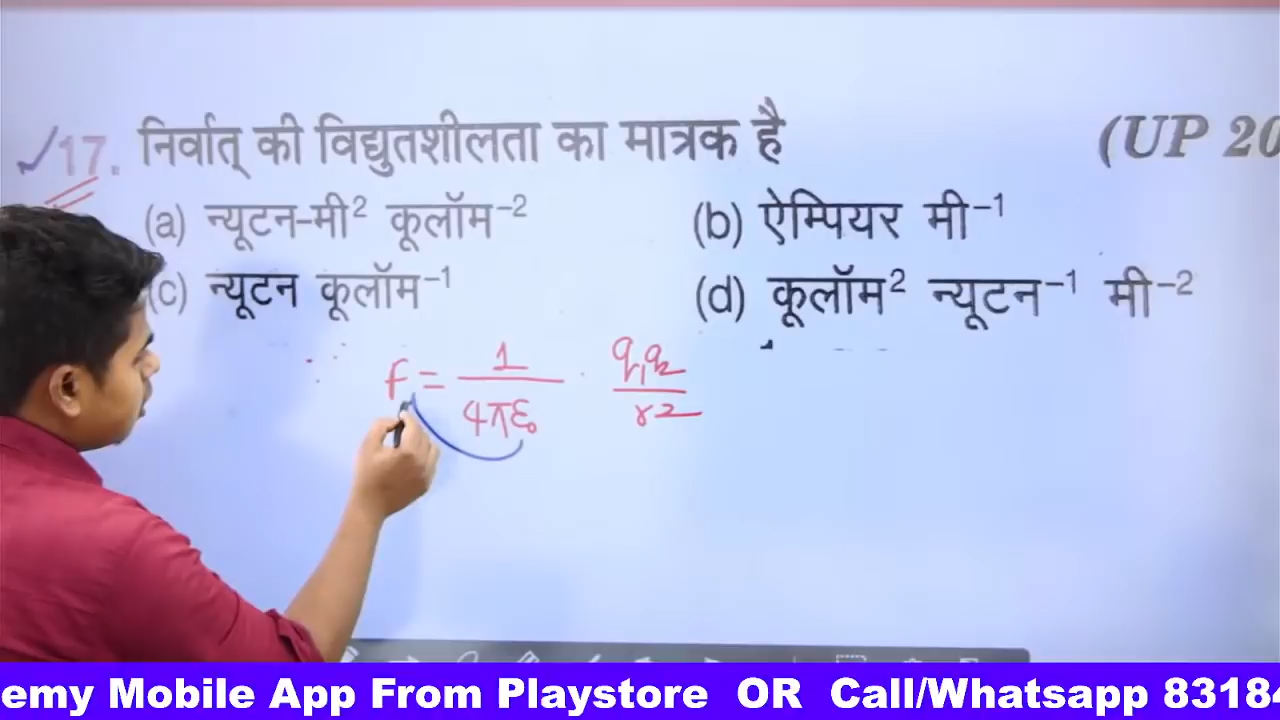 17. निर्वात् की विद्युतशीलता का मात्रक है (UP 20
(a) न्यूटन-मी² कूलॉम⁻² (b) ऐम्पियर मी⁻¹
(c) न्यूटन कूलॉम⁻¹ (d) कूलॉम² न्यूटन⁻¹ मी⁻²
f = 1/4πε₀ · q₁q₂/r²
emy Mobile App From Playstore OR Call/Whatsapp 8318